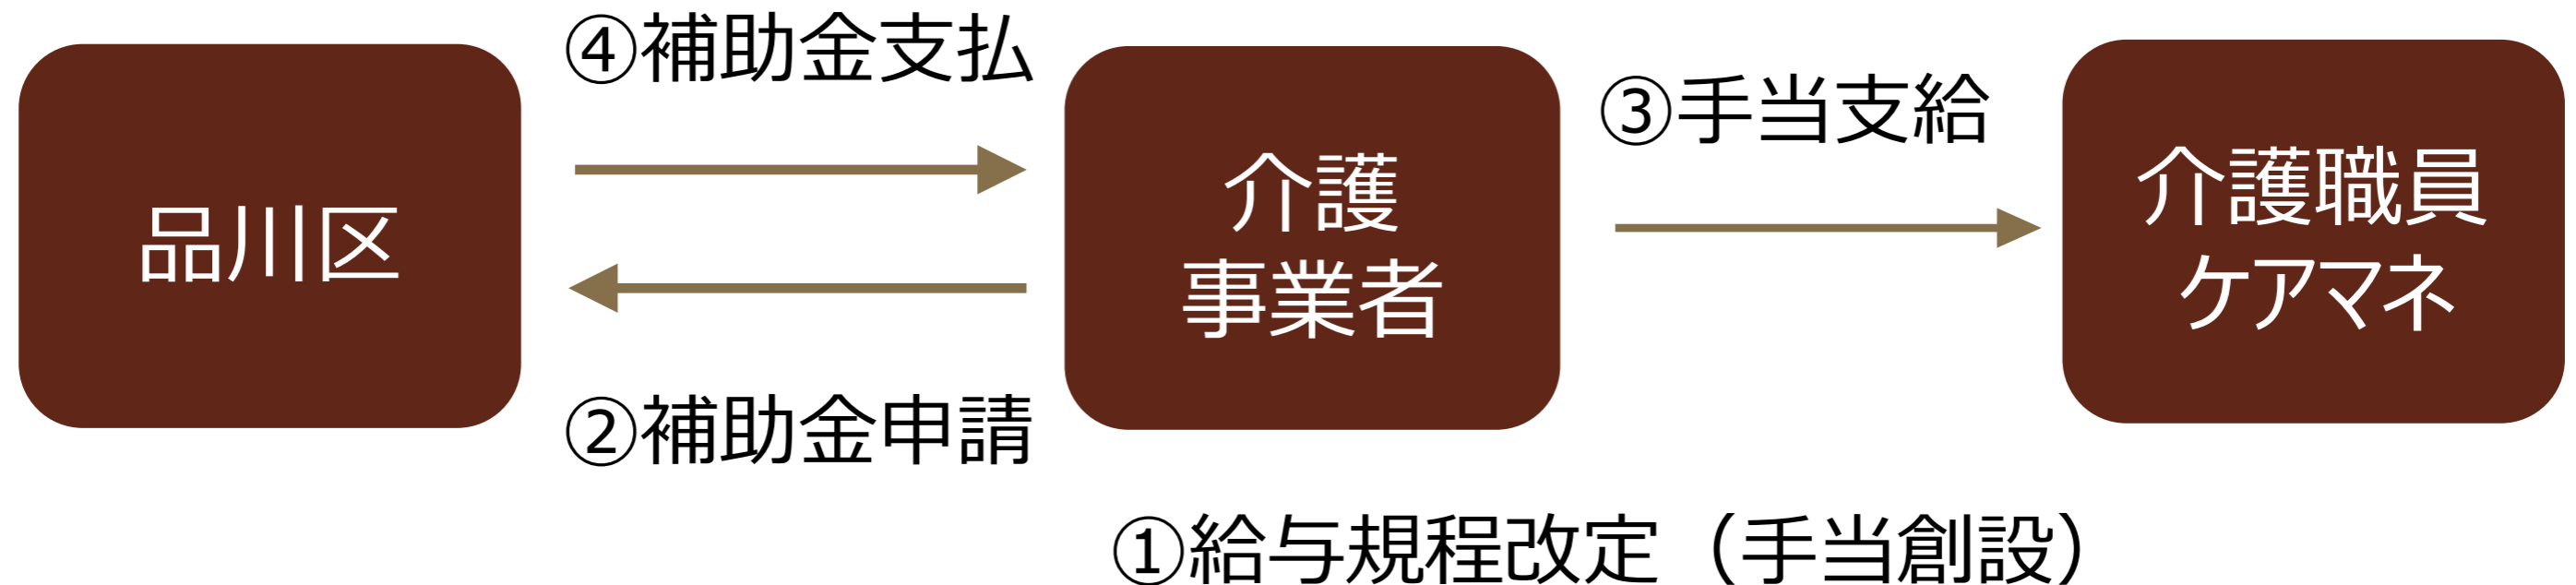 品川区
④補助金支払
②補助金申請
介護
事業者
①給与規程改定（手当創設）
③手当支給
介護職員
ケアマネ